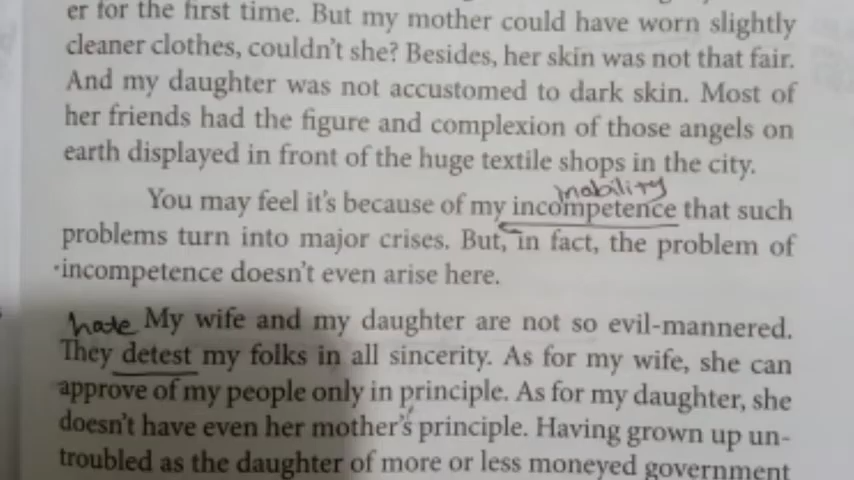 er for the first time. But my mother could have worn slightly
cleaner clothes, couldn't she? Besides, her skin was not that fair.
And my daughter was not accustomed to dark skin. Most of
her friends had the figure and complexion of those angels on
earth displayed in front of the huge textile shops in the city.
inability
You may feel it's because of my incompetence that such
problems turn into major crises. But, in fact, the problem of
incompetence doesn't even arise here.
hate My wife and my daughter are not so evil-mannered.
They detest my folks in all sincerity. As for my wife, she can
approve of my people only in principle. As for my daughter, she
doesn't have even her mother's principle. Having grown up un-
troubled as the daughter of more or less moneyed government